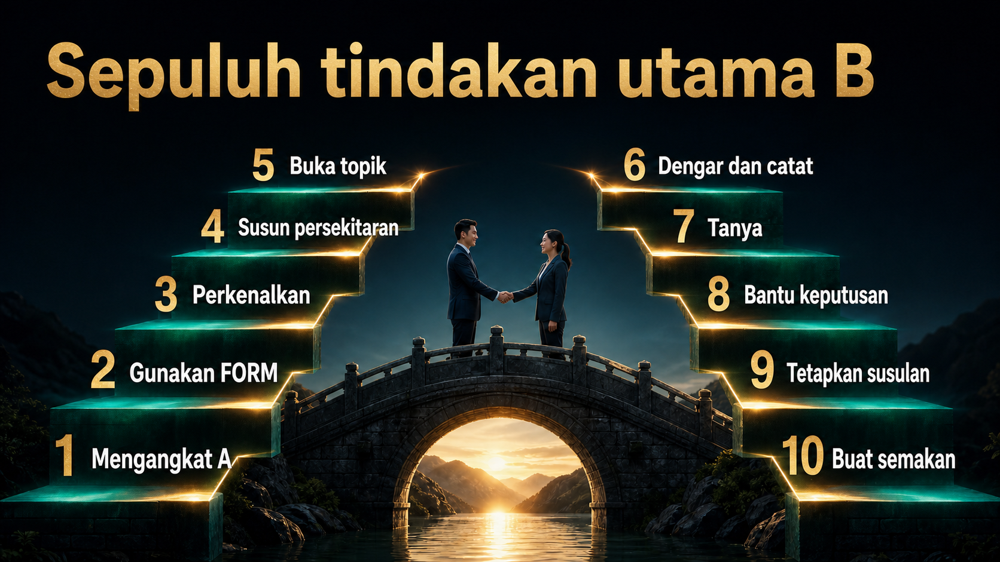 Sepuluh tindakan utama B
1 Mengangkat A
2 Gunakan FORM
3 Perkenalkan
4 Susun persekitaran
5 Buka topik
6 Dengar dan catat
7 Tanya
8 Bantu keputusan
9 Tetapkan susulan
10 Buat semakan